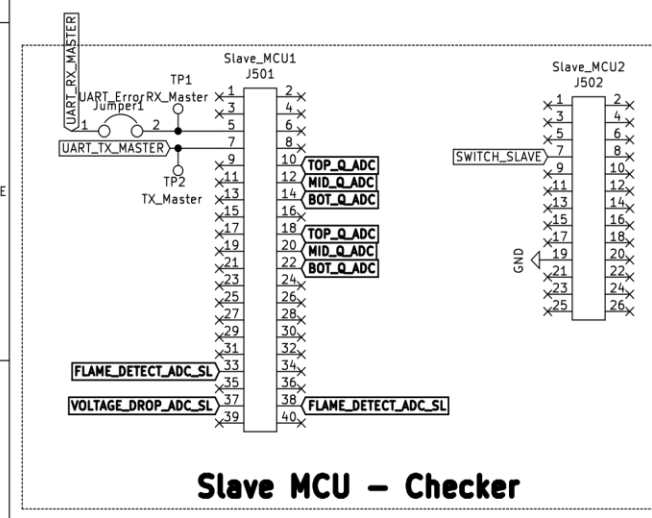 UART_RX_MASTER
Slave_MCU1
J501
Slave_MCU2
J502
TP1
RX_Master
UART_Error
Jumper1
1 2
UART_TX_MASTER
TP2
TX_Master
1 2
3 4
5 6
7 8
9 10 TOP_Q_ADC
11 12 MID_Q_ADC
13 14 BOT_Q_ADC
15 16
17 18 TOP_Q_ADC
19 20 MID_Q_ADC
21 22 BOT_Q_ADC
23 24
25 26
27 28
29 30
31 32
FLAME_DETECT_ADC_SL 33 34
35 36
VOLTAGE_DROP_ADC_SL 37 38 FLAME_DETECT_ADC_SL
39 40
1 2
3 4
5 6
SWITCH_SLAVE 7 8
9 10
11 12
13 14
15 16
17 18
GND 19 20
21 22
23 24
25 26
E
Slave MCU – Checker